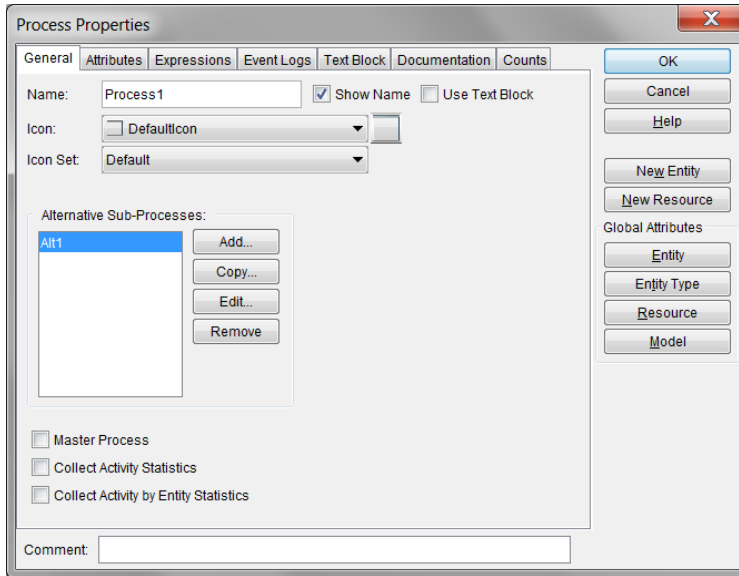 Process Properties
X
General Attributes Expressions Event Logs Text Block Documentation Counts
Name: Process1 Show Name Use Text Block
Icon: DefaultIcon
Icon Set: Default
Alternative Sub-Processes:
Alt1
Add...
Copy...
Edit...
Remove
Master Process
Collect Activity Statistics
Collect Activity by Entity Statistics
Comment:
OK
Cancel
Help
New Entity
New Resource
Global Attributes
Entity
Entity Type
Resource
Model